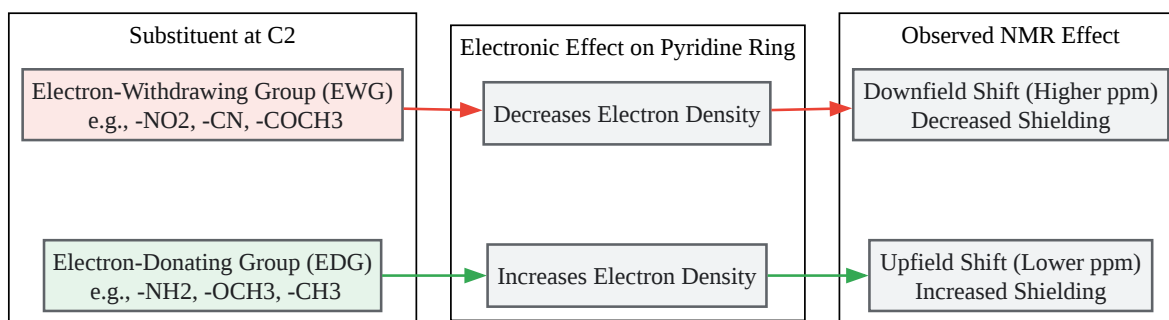 Substituent at C2
Electron-Withdrawing Group (EWG)
e.g., -NO2, -CN, -COCH3
Electron-Donating Group (EDG)
e.g., -NH2, -OCH3, -CH3
Electronic Effect on Pyridine Ring
Decreases Electron Density
Increases Electron Density
Observed NMR Effect
Downfield Shift (Higher ppm)
Decreased Shielding
Upfield Shift (Lower ppm)
Increased Shielding